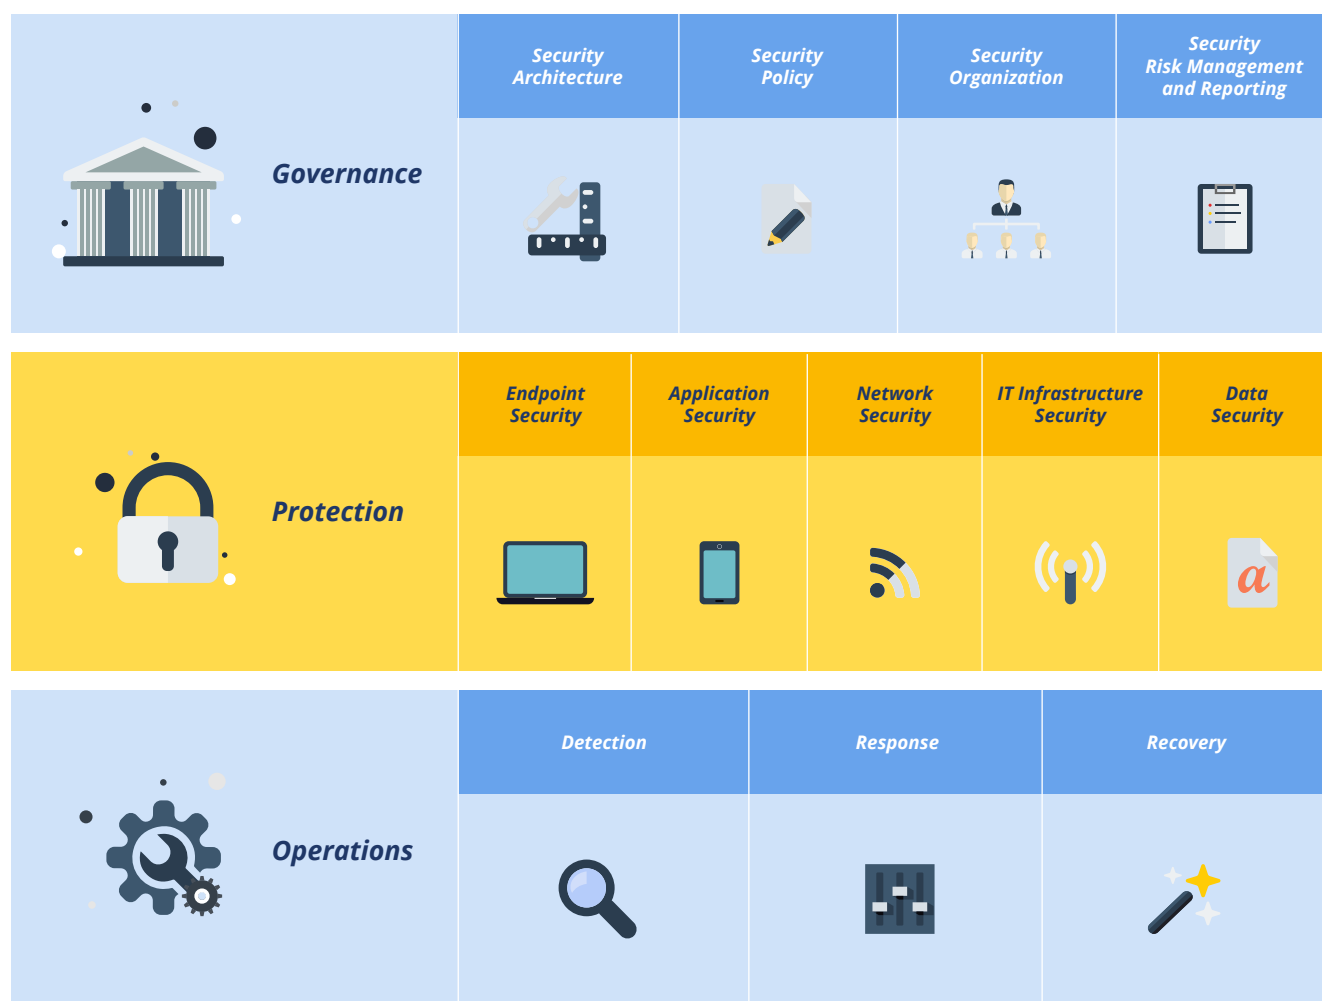 Governance
Security
Architecture
Security
Policy
Security
Organization
Security
Risk Management
and Reporting
Protection
Endpoint
Security
Application
Security
Network
Security
IT Infrastructure
Security
Data
Security
a
Operations
Detection
Response
Recovery